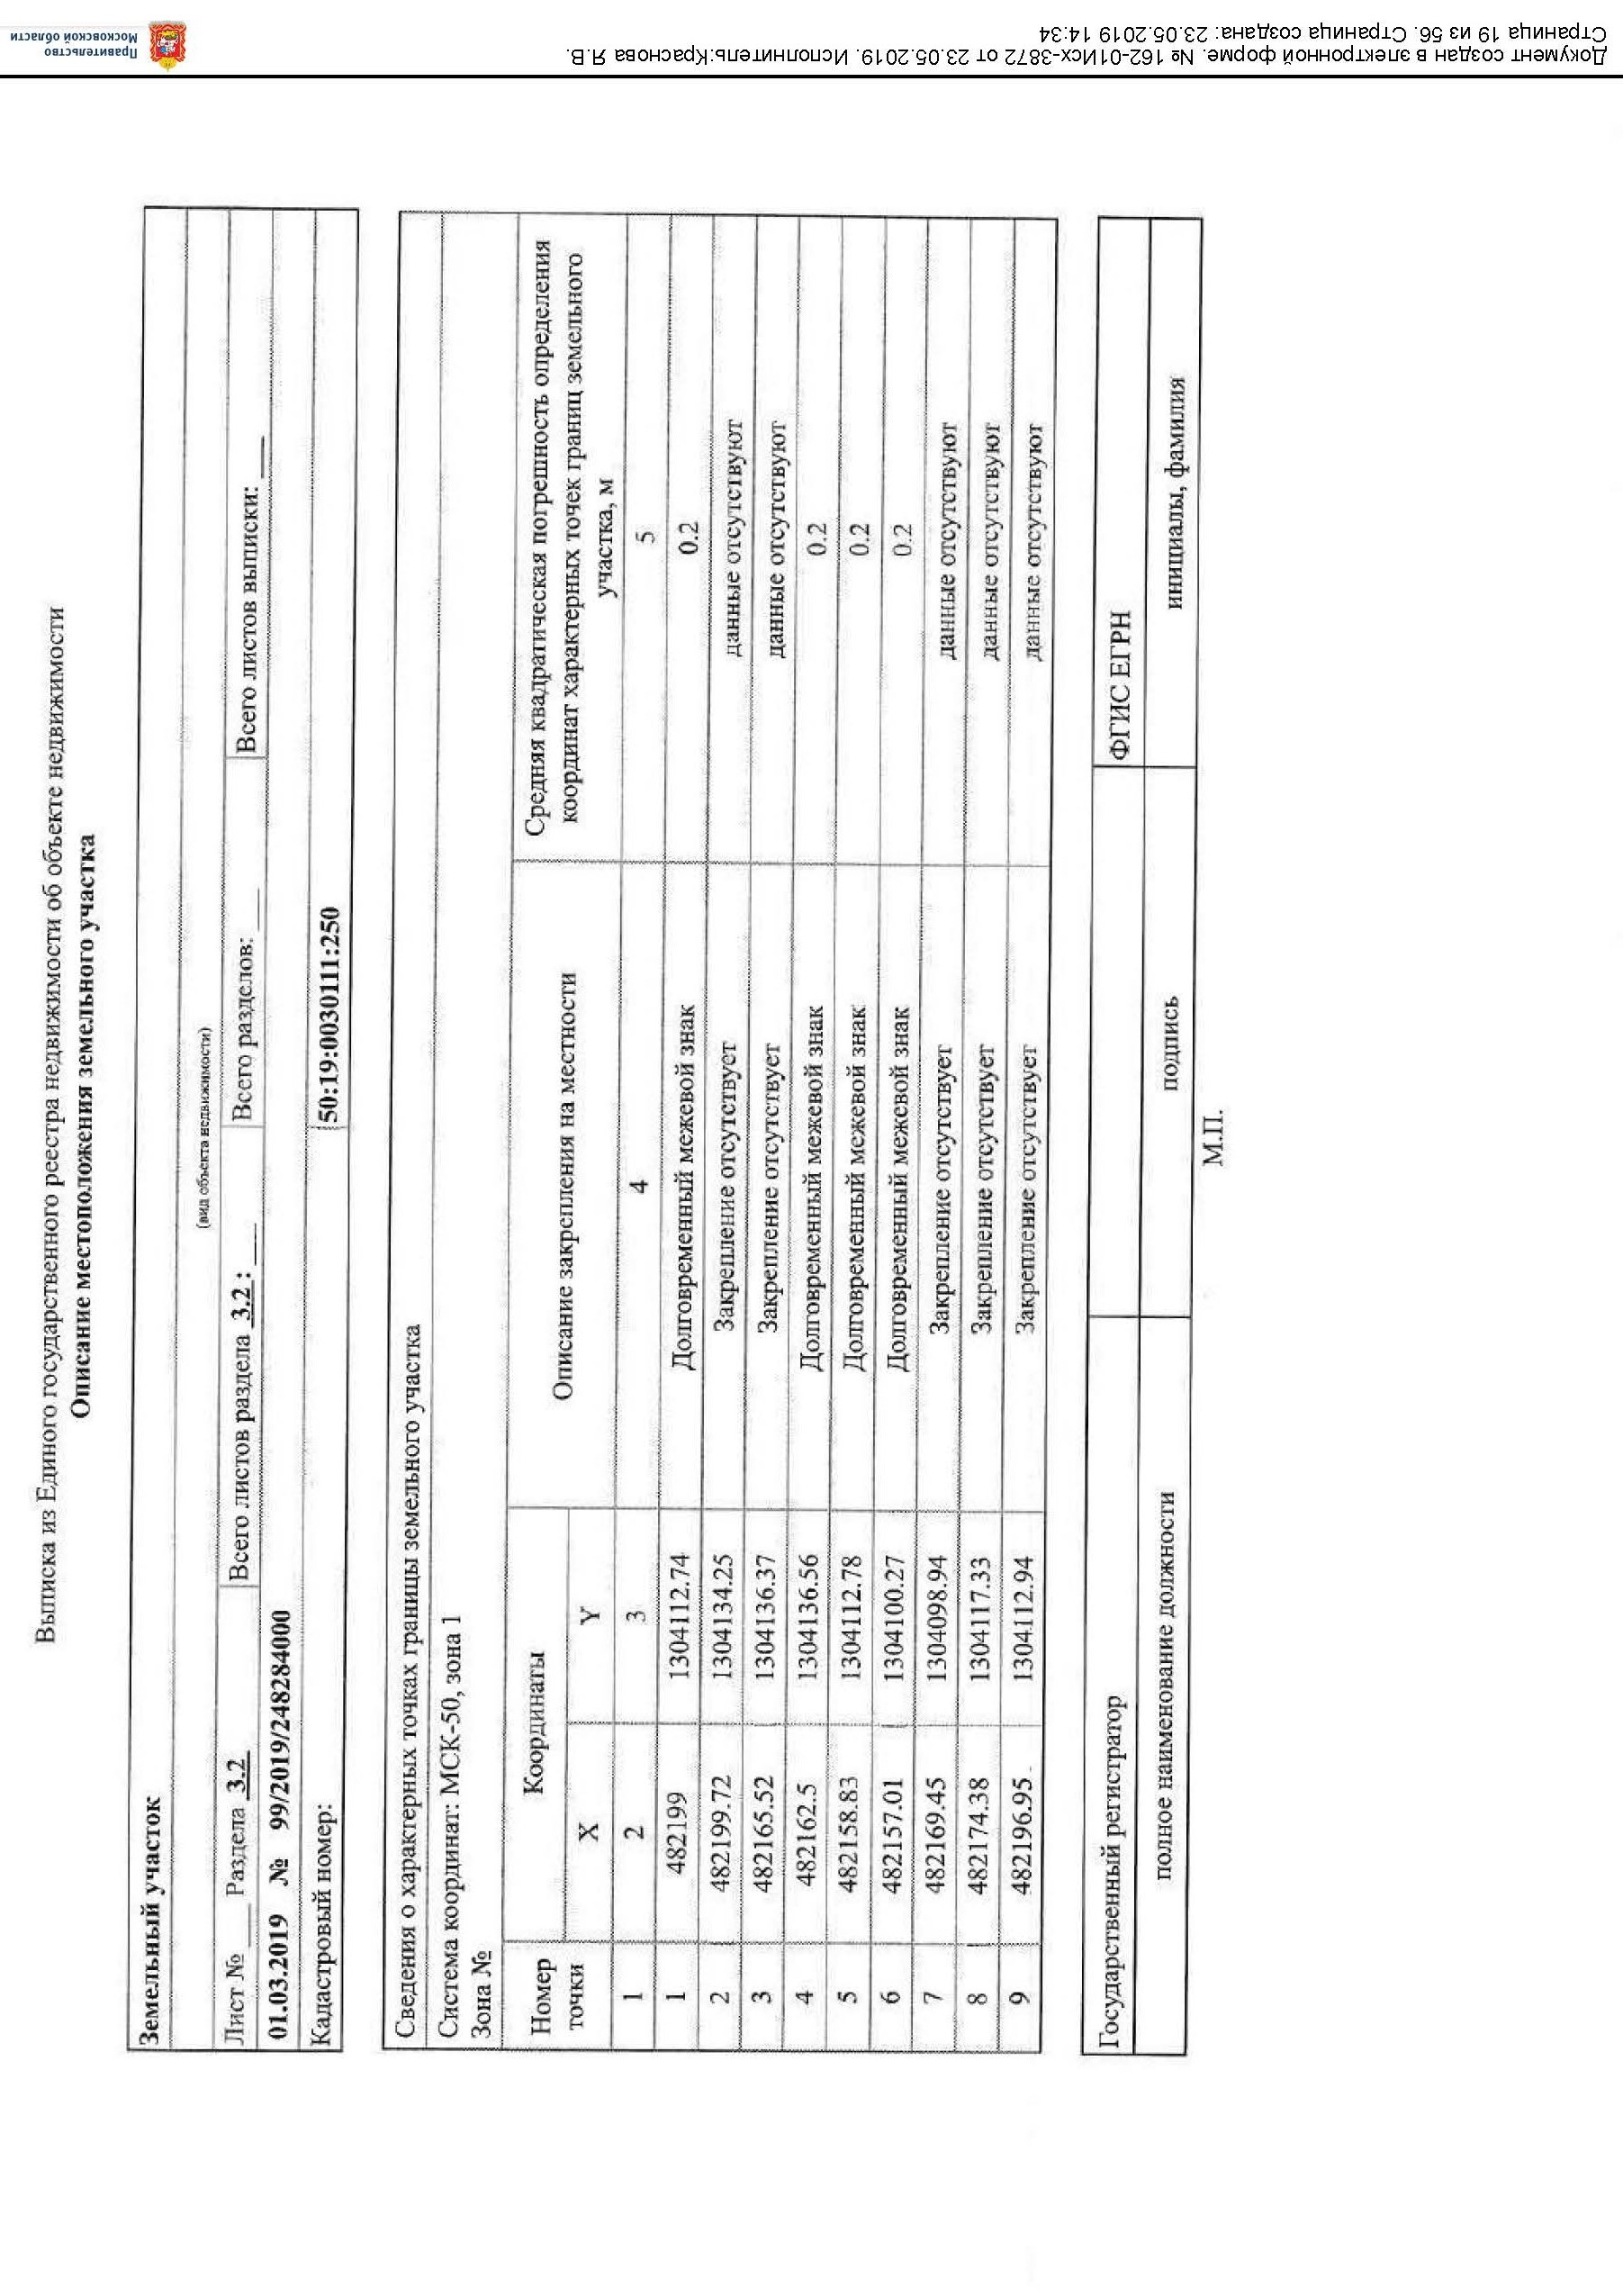 Документ создан в электронной форме. № 162-01Исх-3872 от 23.05.2019. Исполнитель:Краснова Я.В.
Страница 19 из 56. Страница создана: 23.05.2019 14:34
Правительство
Московской области
Выписка из Единого государственного реестра недвижимости об объекте недвижимости
Описание местоположения земельного участка
Земельный участок
(вид объекта недвижимости)
Лист № ___ Раздела 3.2 Всего листов раздела 3.2 : ___ Всего разделов: ___ Всего листов выписки: ___
01.03.2019 № 99/2019/248284000
Кадастровый номер: 50:19:0030111:250
Сведения о характерных точках границы земельного участка
Система координат: МСК-50, зона 1
Зона №
Номер точки Координаты Описание закрепления на местности Средняя квадратическая погрешность определения координат характерных точек границ земельного участка, м
X Y
1 2 3 4 5
1 482199 1304112.74 Долговременный межевой знак 0.2
2 482199.72 1304134.25 Закрепление отсутствует данные отсутствуют
3 482165.52 1304136.37 Закрепление отсутствует данные отсутствуют
4 482162.5 1304136.56 Долговременный межевой знак 0.2
5 482158.83 1304112.78 Долговременный межевой знак 0.2
6 482157.01 1304100.27 Долговременный межевой знак 0.2
7 482169.45 1304098.94 Закрепление отсутствует данные отсутствуют
8 482174.38 1304117.33 Закрепление отсутствует данные отсутствуют
9 482196.95 1304112.94 Закрепление отсутствует данные отсутствуют
Государственный регистратор ФГИС ЕГРН
полное наименование должности подпись инициалы, фамилия
М.П.